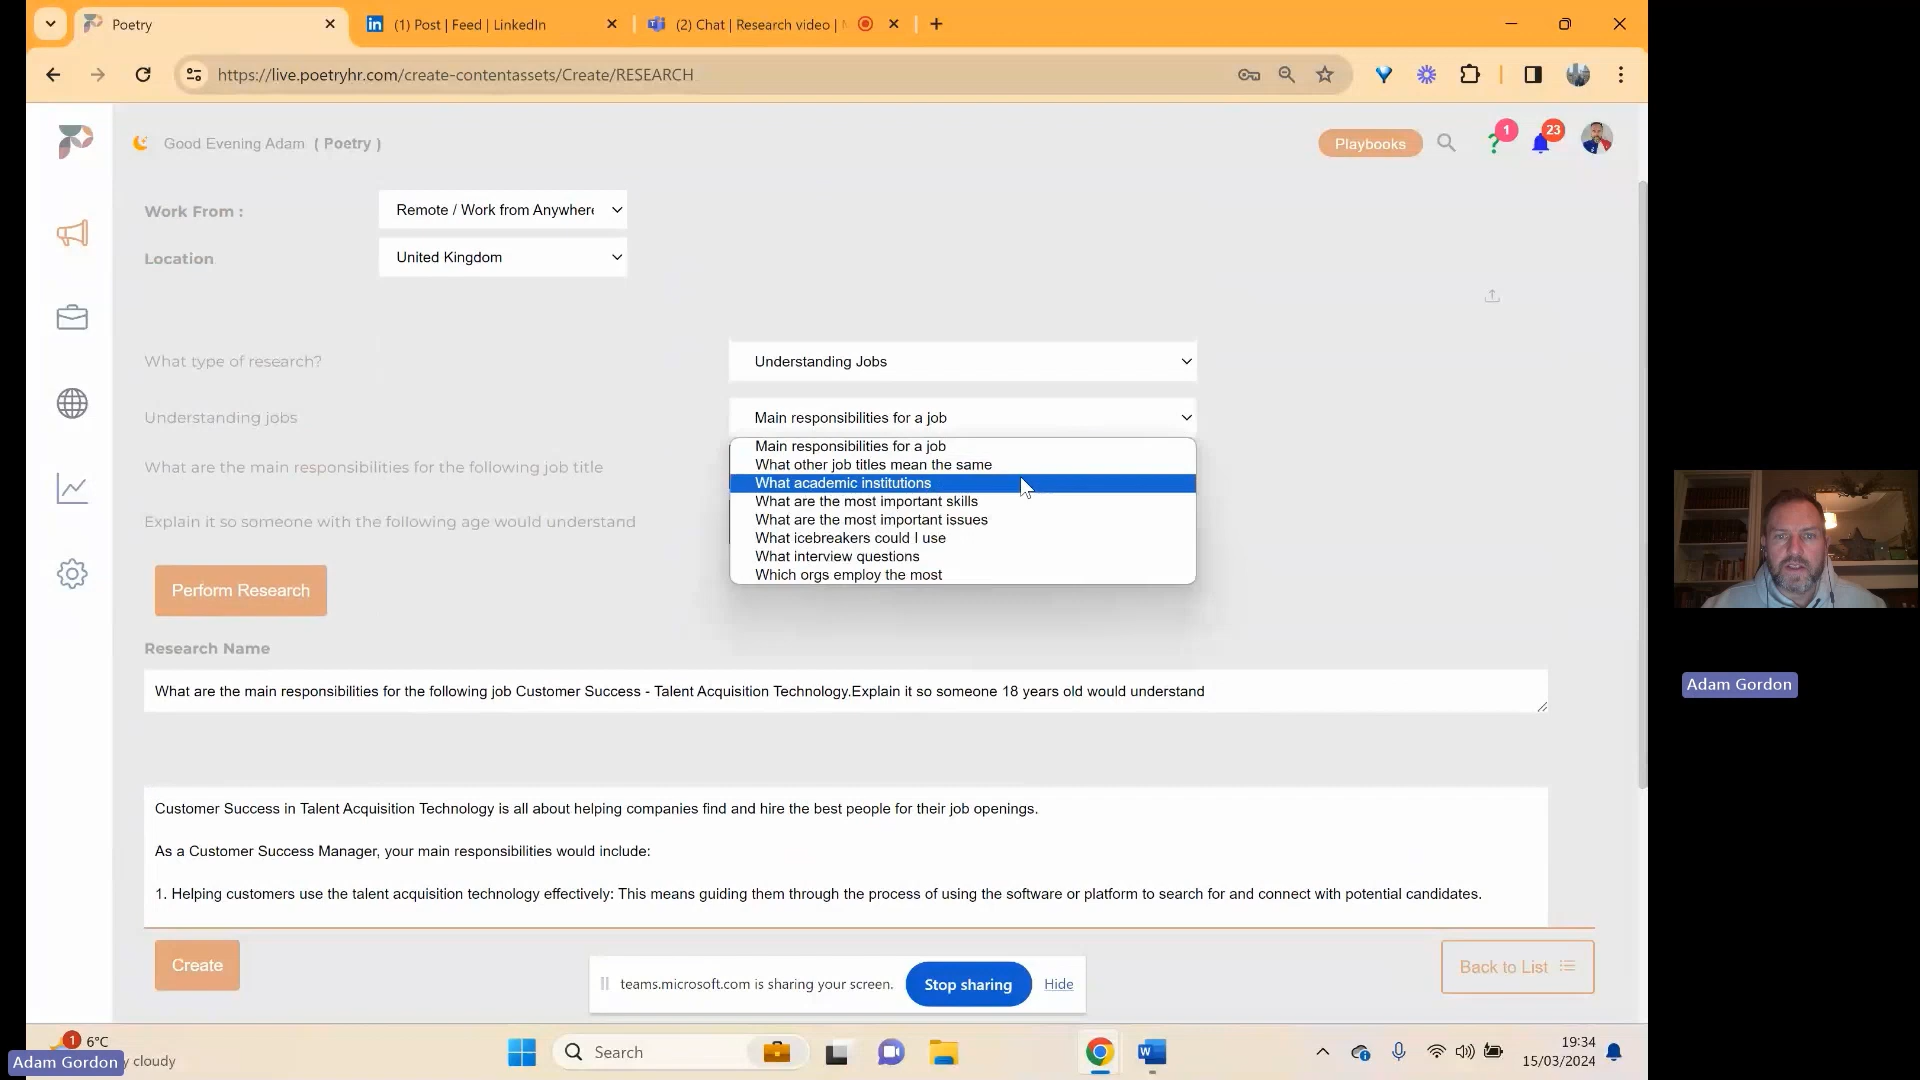 Poetry
(1) Post | Feed | LinkedIn
(2) Chat | Research video |
https://live.poetryhr.com/create-contentassets/Create/RESEARCH
Good Evening Adam ( Poetry )
Playbooks
1
23
Work From :
Remote / Work from Anywhere
Location
United Kingdom
What type of research?
Understanding Jobs
Understanding jobs
Main responsibilities for a job
Main responsibilities for a job
What other job titles mean the same
What are the main responsibilities for the following job title
What academic institutions
What are the most important skills
What are the most important issues
Explain it so someone with the following age would understand
What icebreakers could I use
What interview questions
Which orgs employ the most
Perform Research
Research Name
What are the main responsibilities for the following job Customer Success - Talent Acquisition Technology.Explain it so someone 18 years old would understand
Adam Gordon
Customer Success in Talent Acquisition Technology is all about helping companies find and hire the best people for their job openings.
As a Customer Success Manager, your main responsibilities would include:
1. Helping customers use the talent acquisition technology effectively: This means guiding them through the process of using the software or platform to search for and connect with potential candidates.
Create
Back to List
teams.microsoft.com is sharing your screen.
Stop sharing
Hide
1
6°C
y cloudy
Adam Gordon
Search
19:34
15/03/2024